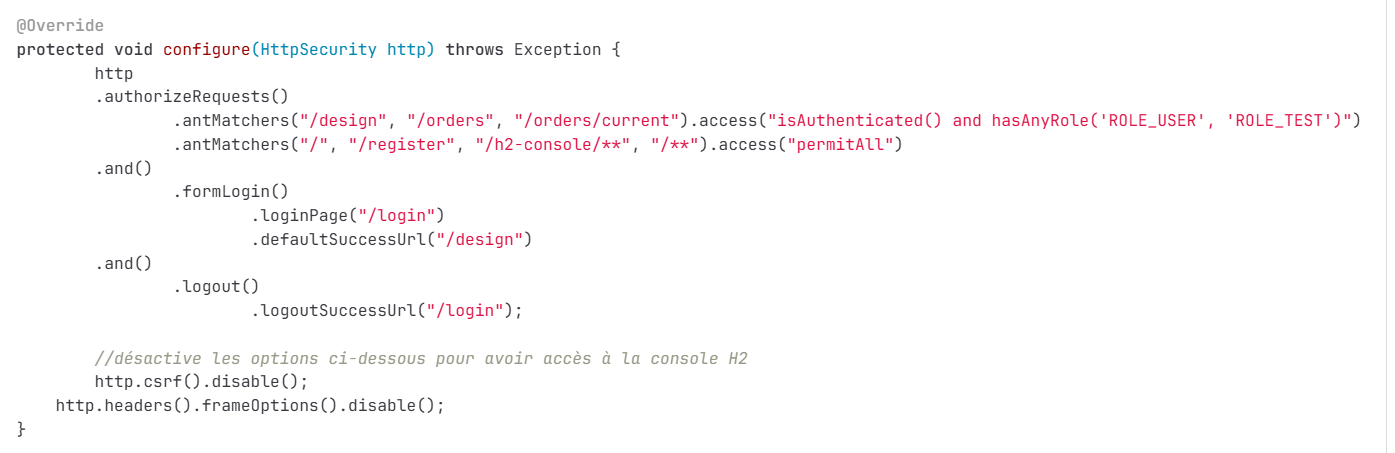 @Override
protected void configure(HttpSecurity http) throws Exception {
        http
        .authorizeRequests()
                .antMatchers("/design", "/orders", "/orders/current").access("isAuthenticated() and hasAnyRole('ROLE_USER', 'ROLE_TEST')")
                .antMatchers("/", "/register", "/h2-console/**", "/**").access("permitAll")
        .and()
                .formLogin()
                        .loginPage("/login")
                        .defaultSuccessUrl("/design")
        .and()
                .logout()
                        .logoutSuccessUrl("/login");

        //désactive les options ci-dessous pour avoir accès à la console H2
        http.csrf().disable();
    http.headers().frameOptions().disable();
}